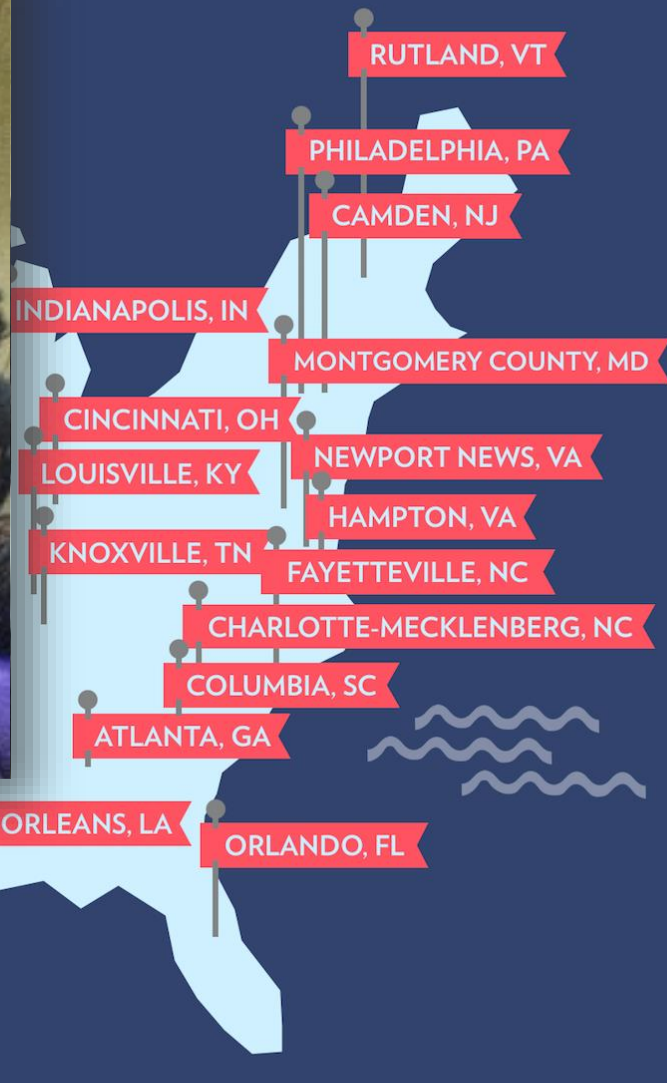 RUTLAND, VT
PHILADELPHIA, PA
CAMDEN, NJ
INDIANAPOLIS, IN
MONTGOMERY COUNTY, MD
CINCINNATI, OH
NEWPORT NEWS, VA
LOUISVILLE, KY
HAMPTON, VA
KNOXVILLE, TN
FAYETTEVILLE, NC
CHARLOTTE-MECKLENBERG, NC
COLUMBIA, SC
ATLANTA, GA
ORLEANS, LA
ORLANDO, FL